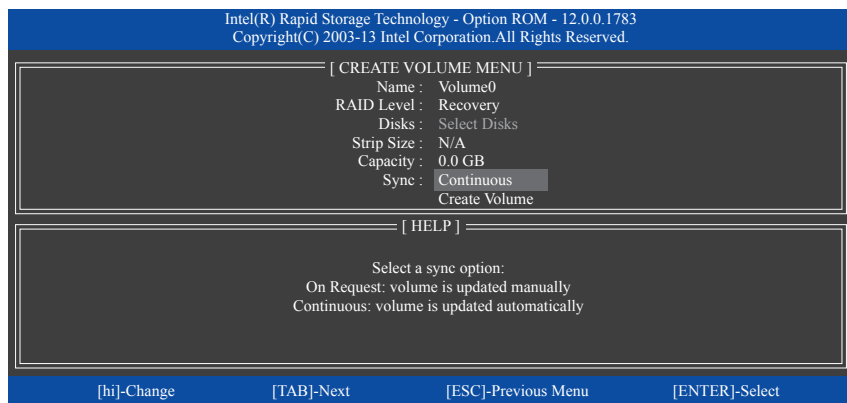 Intel(R) Rapid Storage Technology - Option ROM - 12.0.0.1783
Copyright(C) 2003-13 Intel Corporation.All Rights Reserved.
[ CREATE VOLUME MENU ]
Name : Volume0
RAID Level : Recovery
Disks : Select Disks
Strip Size : N/A
Capacity : 0.0 GB
Sync : Continuous
Create Volume
[ HELP ]
Select a sync option:
On Request: volume is updated manually
Continuous: volume is updated automatically
[hi]-Change [TAB]-Next [ESC]-Previous Menu [ENTER]-Select